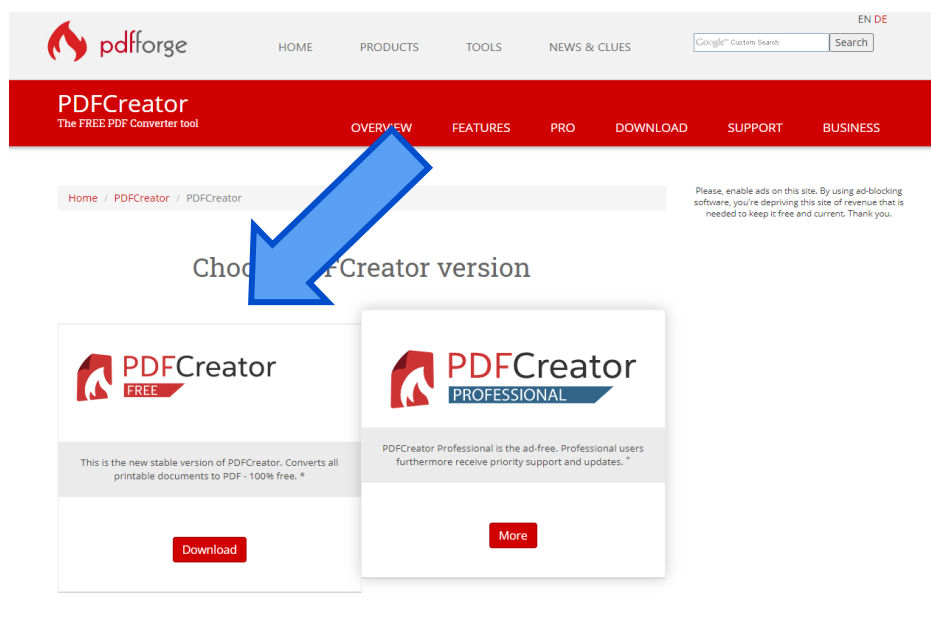 EN DE
pdfforge
HOME PRODUCTS TOOLS NEWS & CLUES
Google™ Custom Search Search
PDFCreator
The FREE PDF Converter tool
OVERVIEW FEATURES PRO DOWNLOAD SUPPORT BUSINESS
Home / PDFCreator / PDFCreator
Please, enable ads on this site. By using ad-blocking
software, you're depriving this site of revenue that is
needed to keep it free and current. Thank you.
Creator version
PDFCreator
FREE
This is the new stable version of PDFCreator. Converts all
printable documents to PDF - 100% free. *
Download
PDFCreator
PROFESSIONAL
PDFCreator Professional is the ad-free. Professional users
furthermore receive priority support and updates. *
More